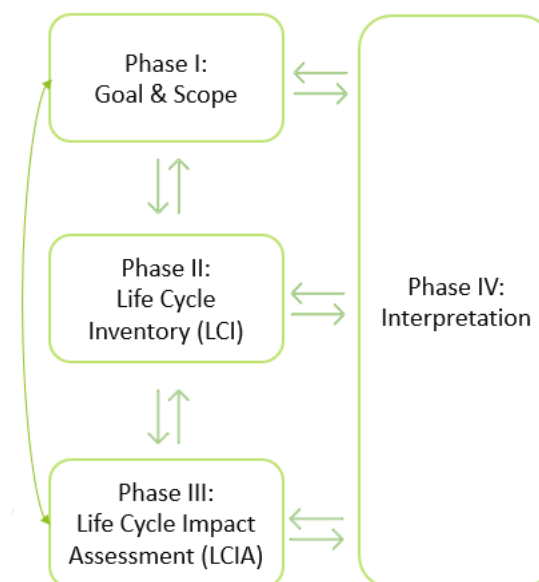 Phase I:
Goal & Scope
Phase II:
Life Cycle
Inventory (LCI)
Phase III:
Life Cycle Impact
Assessment (LCIA)
Phase IV:
Interpretation